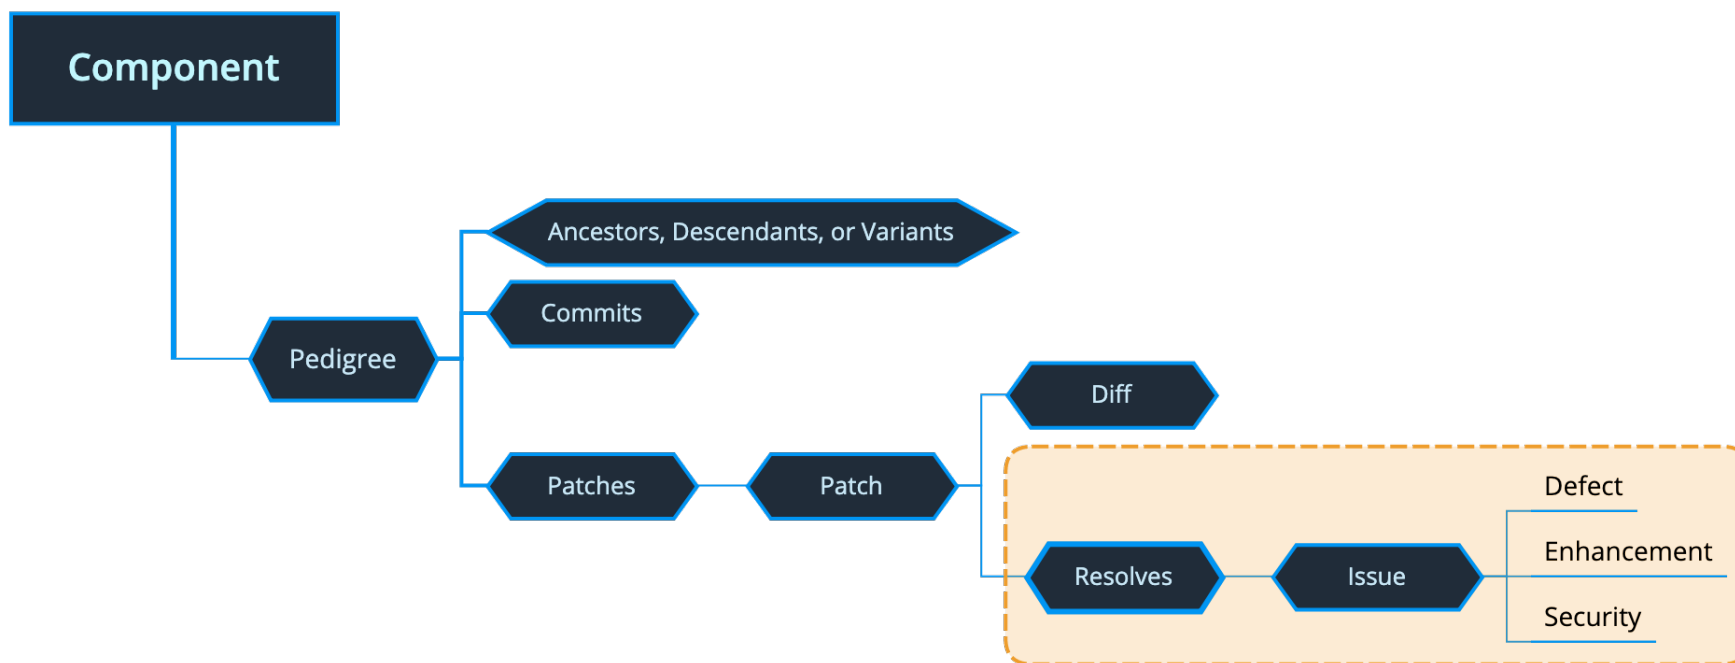 Component
Ancestors, Descendants, or Variants
Commits
Pedigree
Diff
Patches
Patch
Defect
Enhancement
Resolves
Issue
Security